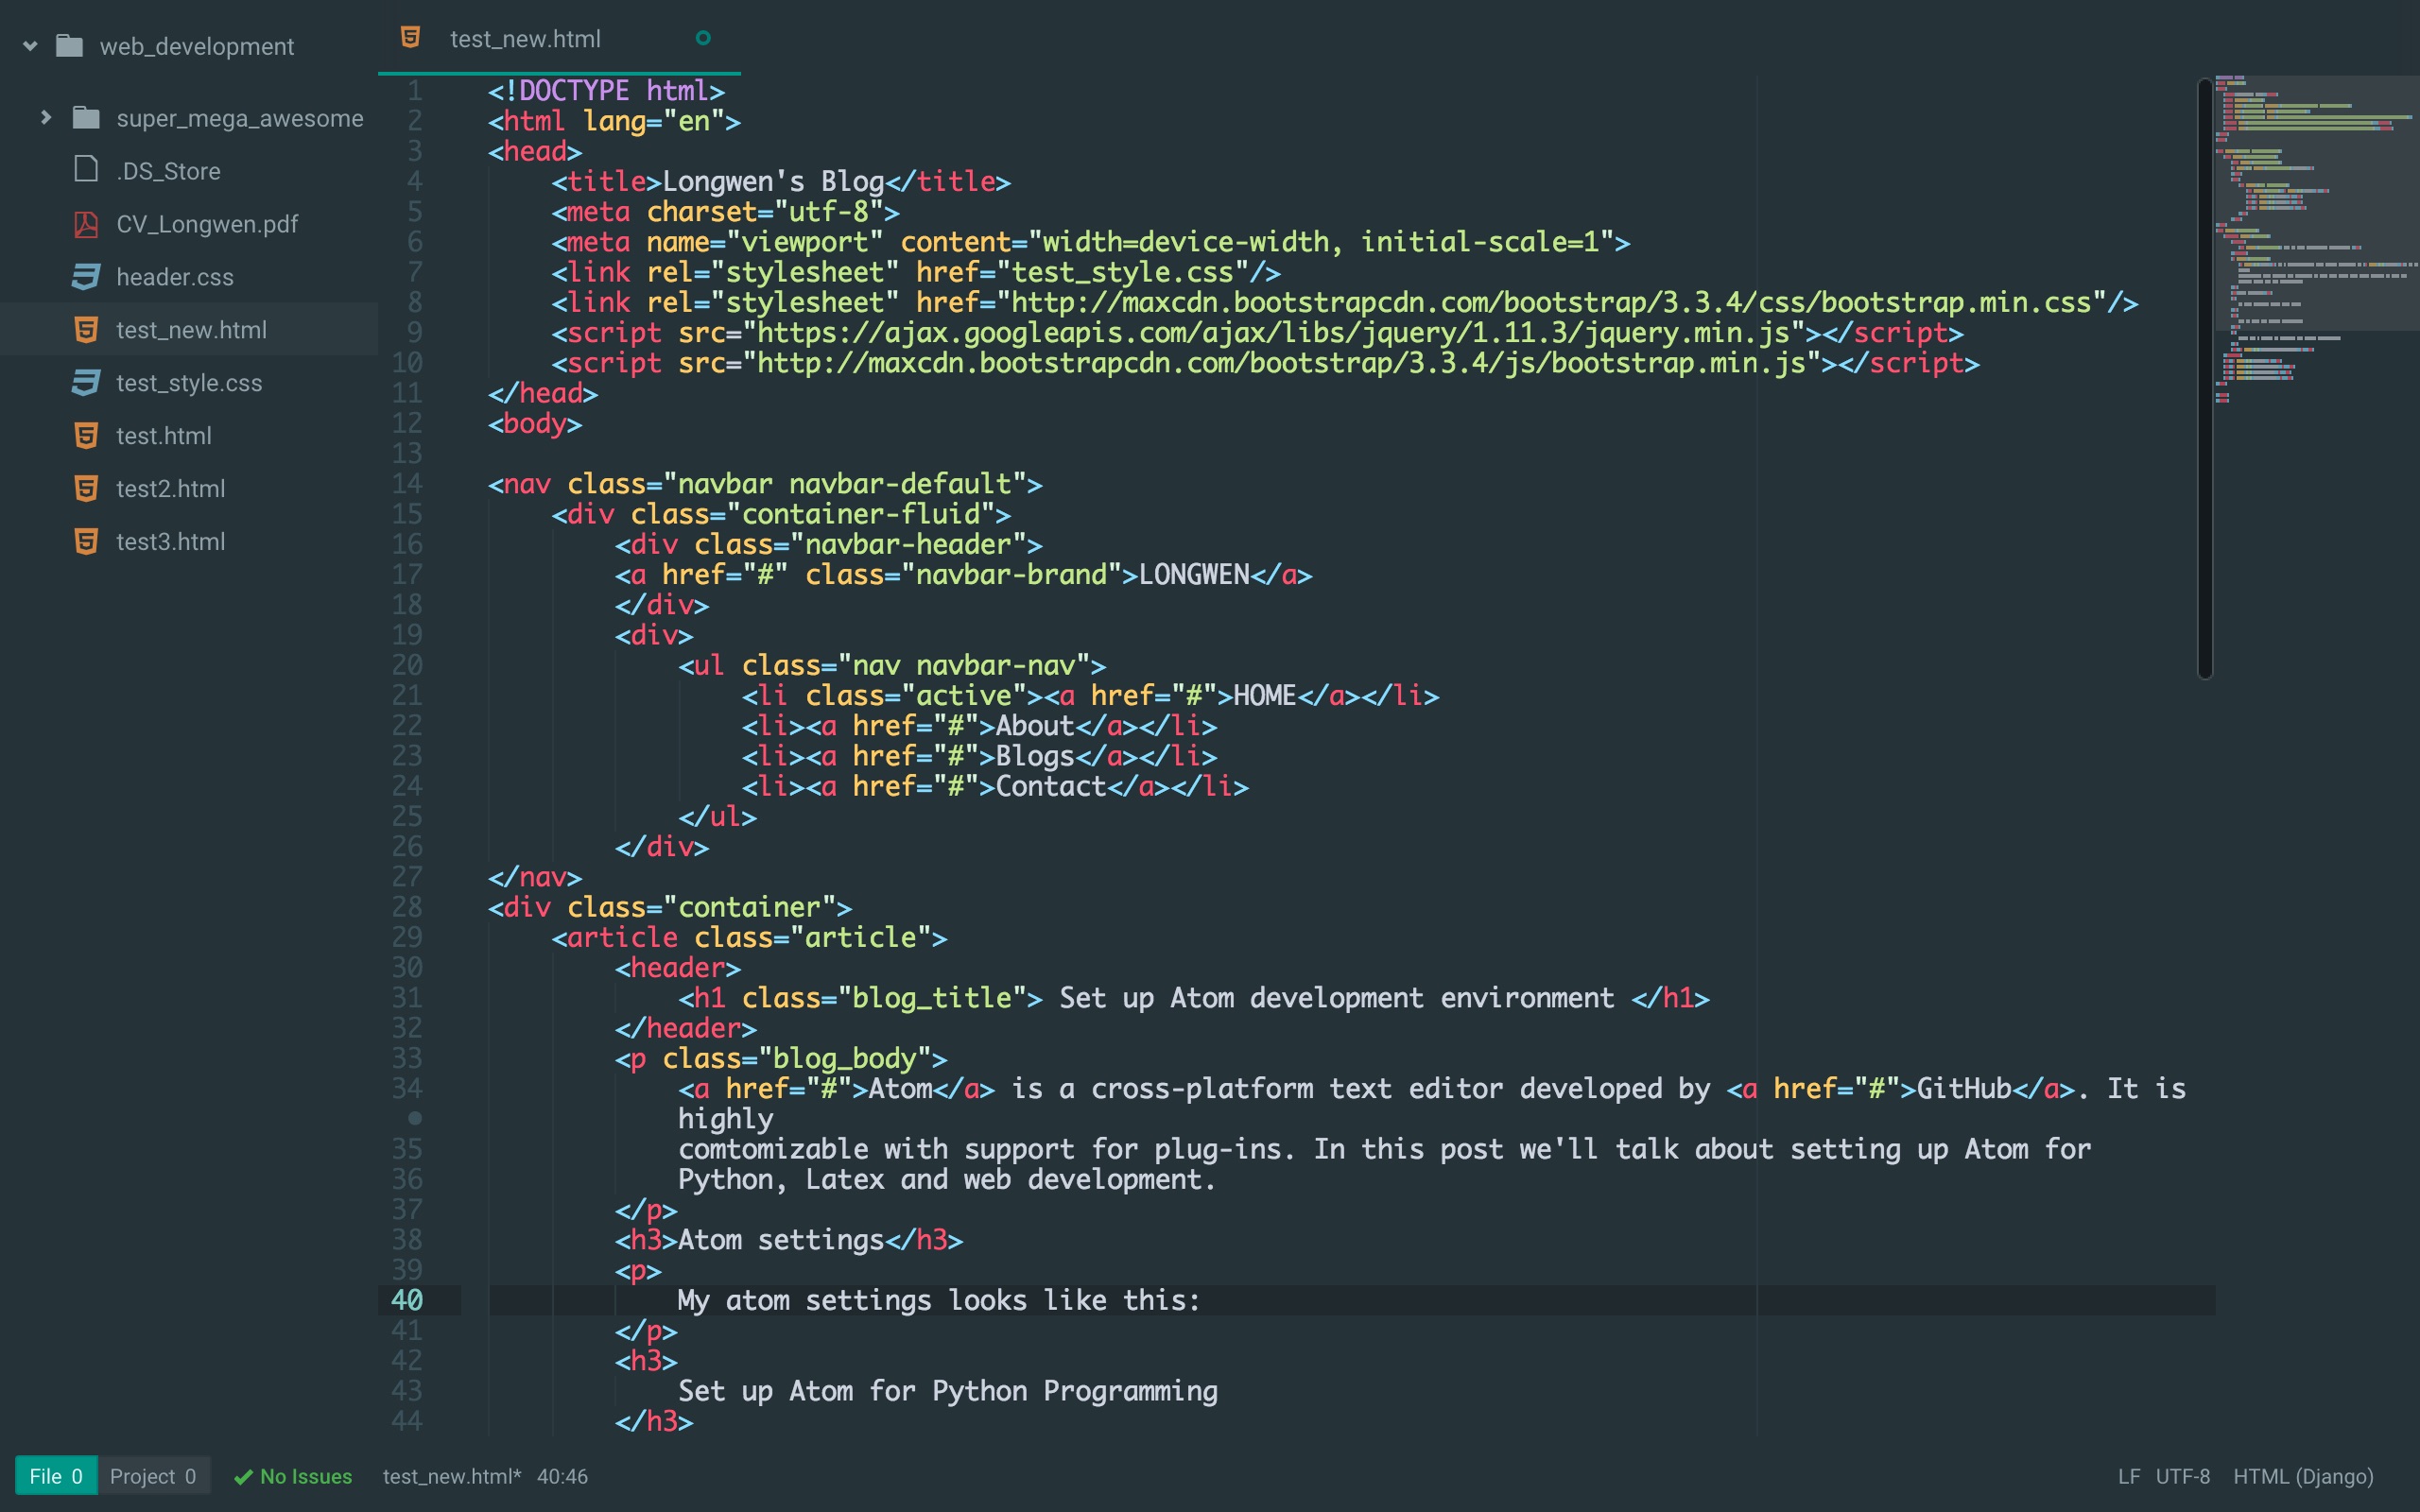 web_development
super_mega_awesome
.DS_Store
CV_Longwen.pdf
header.css
test_new.html
test_style.css
test.html
test2.html
test3.html
test_new.html
1 <!DOCTYPE html>
2 <html lang="en">
3 <head>
4     <title>Longwen's Blog</title>
5     <meta charset="utf-8">
6     <meta name="viewport" content="width=device-width, initial-scale=1">
7     <link rel="stylesheet" href="test_style.css"/>
8     <link rel="stylesheet" href="http://maxcdn.bootstrapcdn.com/bootstrap/3.3.4/css/bootstrap.min.css"/>
9     <script src="https://ajax.googleapis.com/ajax/libs/jquery/1.11.3/jquery.min.js"></script>
10     <script src="http://maxcdn.bootstrapcdn.com/bootstrap/3.3.4/js/bootstrap.min.js"></script>
11 </head>
12 <body>
13
14 <nav class="navbar navbar-default">
15     <div class="container-fluid">
16         <div class="navbar-header">
17         <a href="#" class="navbar-brand">LONGWEN</a>
18         </div>
19         <div>
20             <ul class="nav navbar-nav">
21                 <li class="active"><a href="#">HOME</a></li>
22                 <li><a href="#">About</a></li>
23                 <li><a href="#">Blogs</a></li>
24                 <li><a href="#">Contact</a></li>
25             </ul>
26         </div>
27 </nav>
28 <div class="container">
29     <article class="article">
30         <header>
31             <h1 class="blog_title"> Set up Atom development environment </h1>
32         </header>
33         <p class="blog_body">
34             <a href="#">Atom</a> is a cross-platform text editor developed by <a href="#">GitHub</a>. It is
•             highly
35             comtomizable with support for plug-ins. In this post we'll talk about setting up Atom for
36             Python, Latex and web development.
37         </p>
38         <h3>Atom settings</h3>
39         <p>
40             My atom settings looks like this:
41         </p>
42         <h3>
43             Set up Atom for Python Programming
44         </h3>
File 0 Project 0 No Issues test_new.html* 40:46 LF UTF-8 HTML (Django)